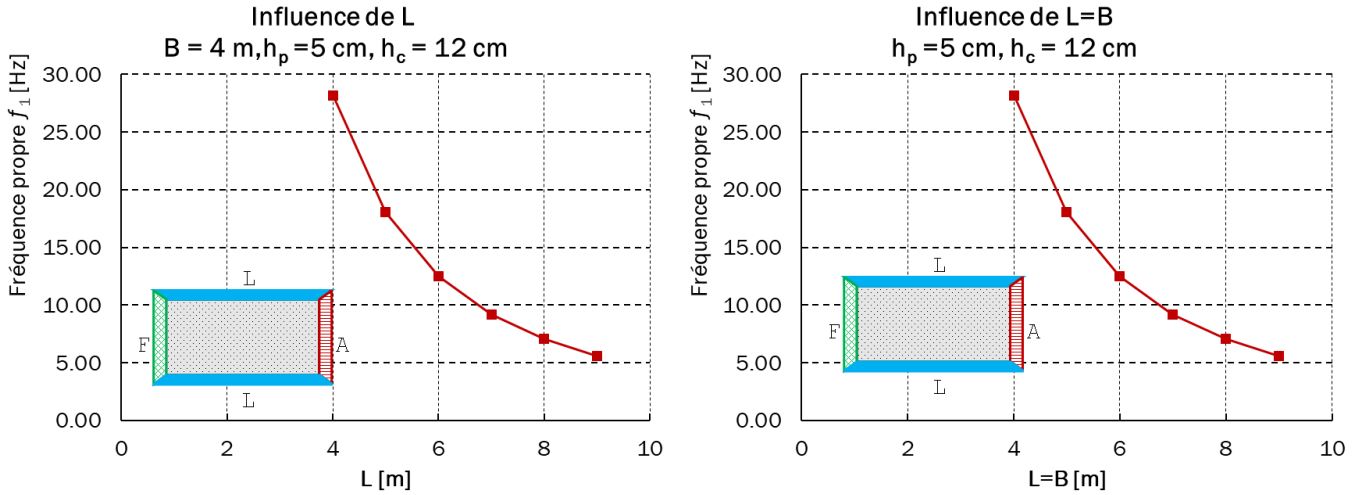 Influence de L
B = 4 m,hp =5 cm, hc = 12 cm
Fréquence propre f 1 [Hz]
30.00
25.00
20.00
15.00
10.00
5.00
0.00
0 2 4 6 8 10
L [m]
L
F
A
L
Influence de L=B
hp =5 cm, hc = 12 cm
Fréquence propre f 1 [Hz]
30.00
25.00
20.00
15.00
10.00
5.00
0.00
0 2 4 6 8 10
L=B [m]
L
F
A
L